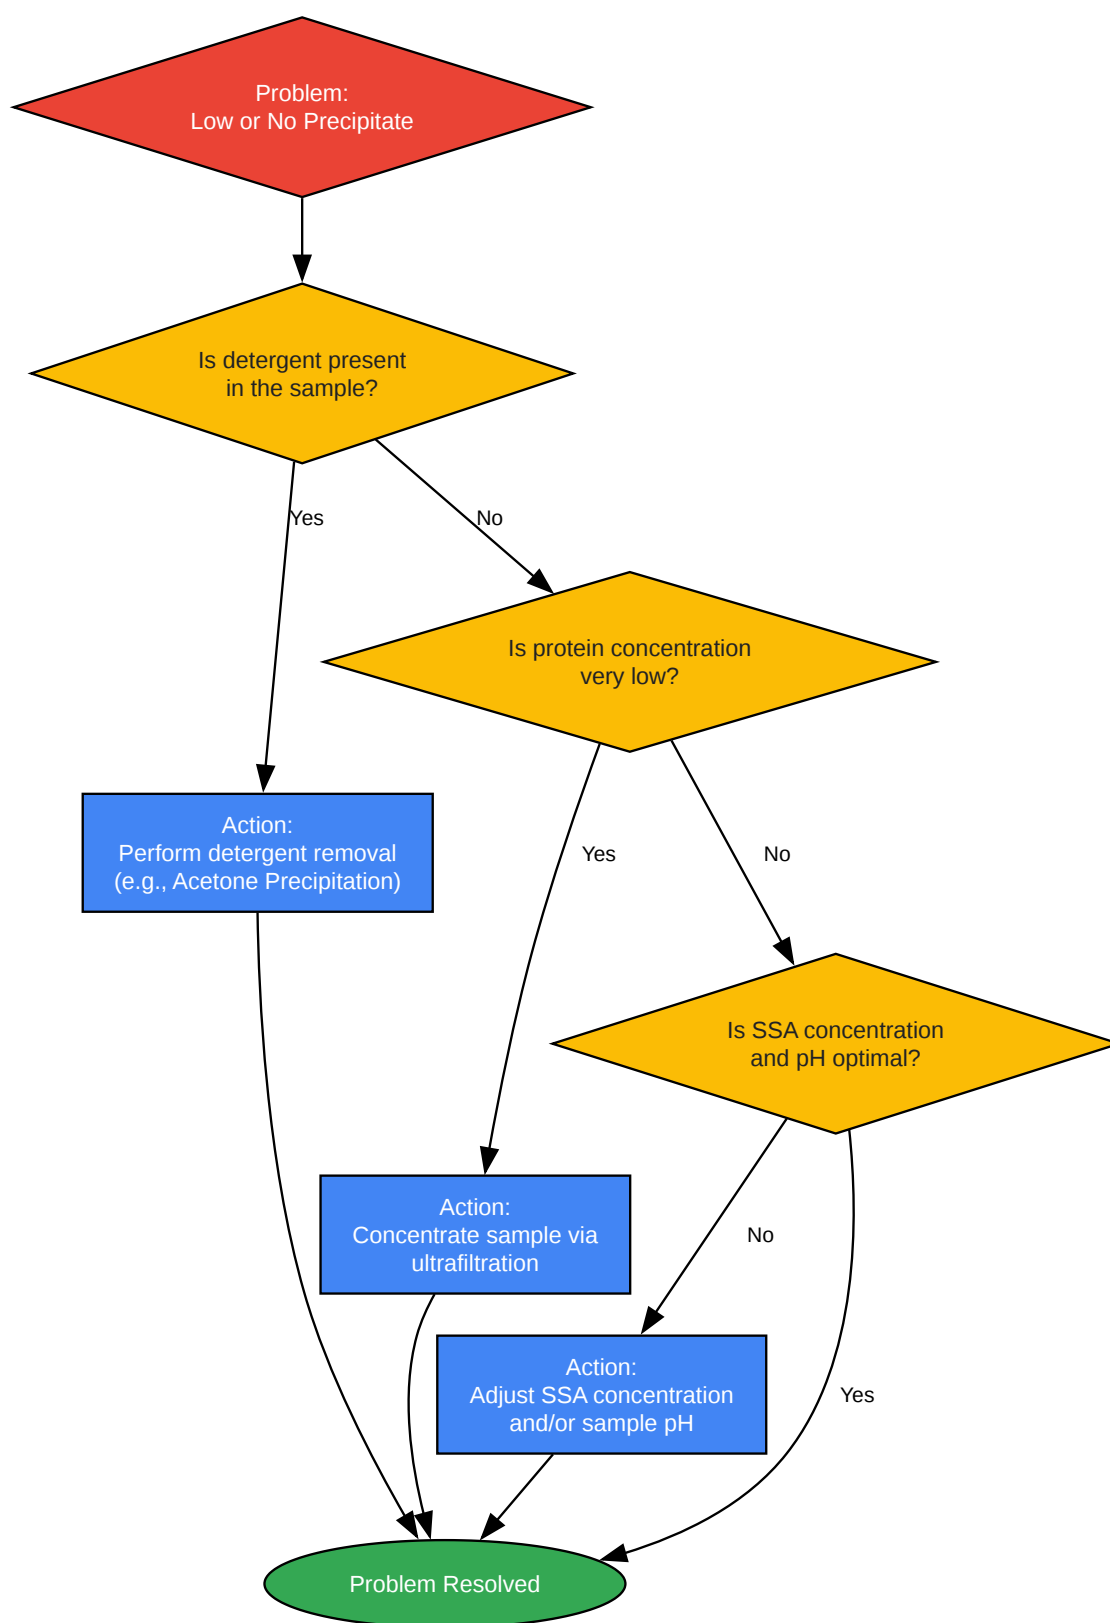 Problem:
Low or No Precipitate
Is detergent present
in the sample?
Yes
No
Is protein concentration
very low?
Action:
Perform detergent removal
(e.g., Acetone Precipitation)
Yes
No
Is SSA concentration
and pH optimal?
Action:
Concentrate sample via
ultrafiltration
No
Action:
Adjust SSA concentration
and/or sample pH
Yes
Problem Resolved